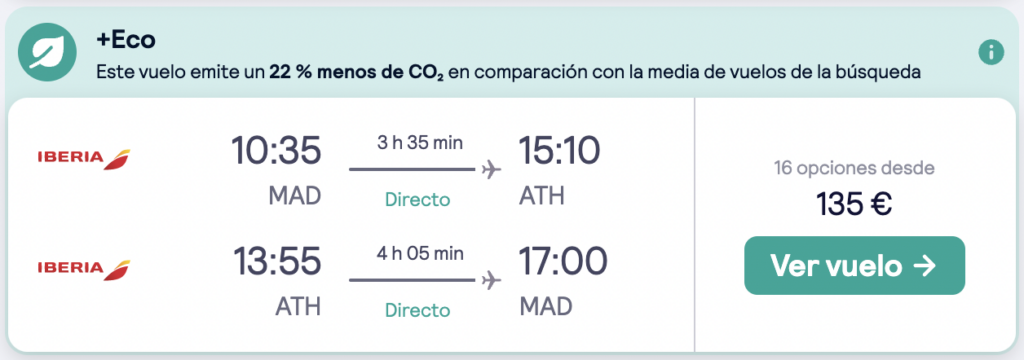 +Eco
Este vuelo emite un 22 % menos de CO₂ en comparación con la media de vuelos de la búsqueda
IBERIA
10:35
3 h 35 min
15:10
MAD
Directo
ATH
IBERIA
13:55
4 h 05 min
17:00
ATH
Directo
MAD
16 opciones desde
135 €
Ver vuelo →